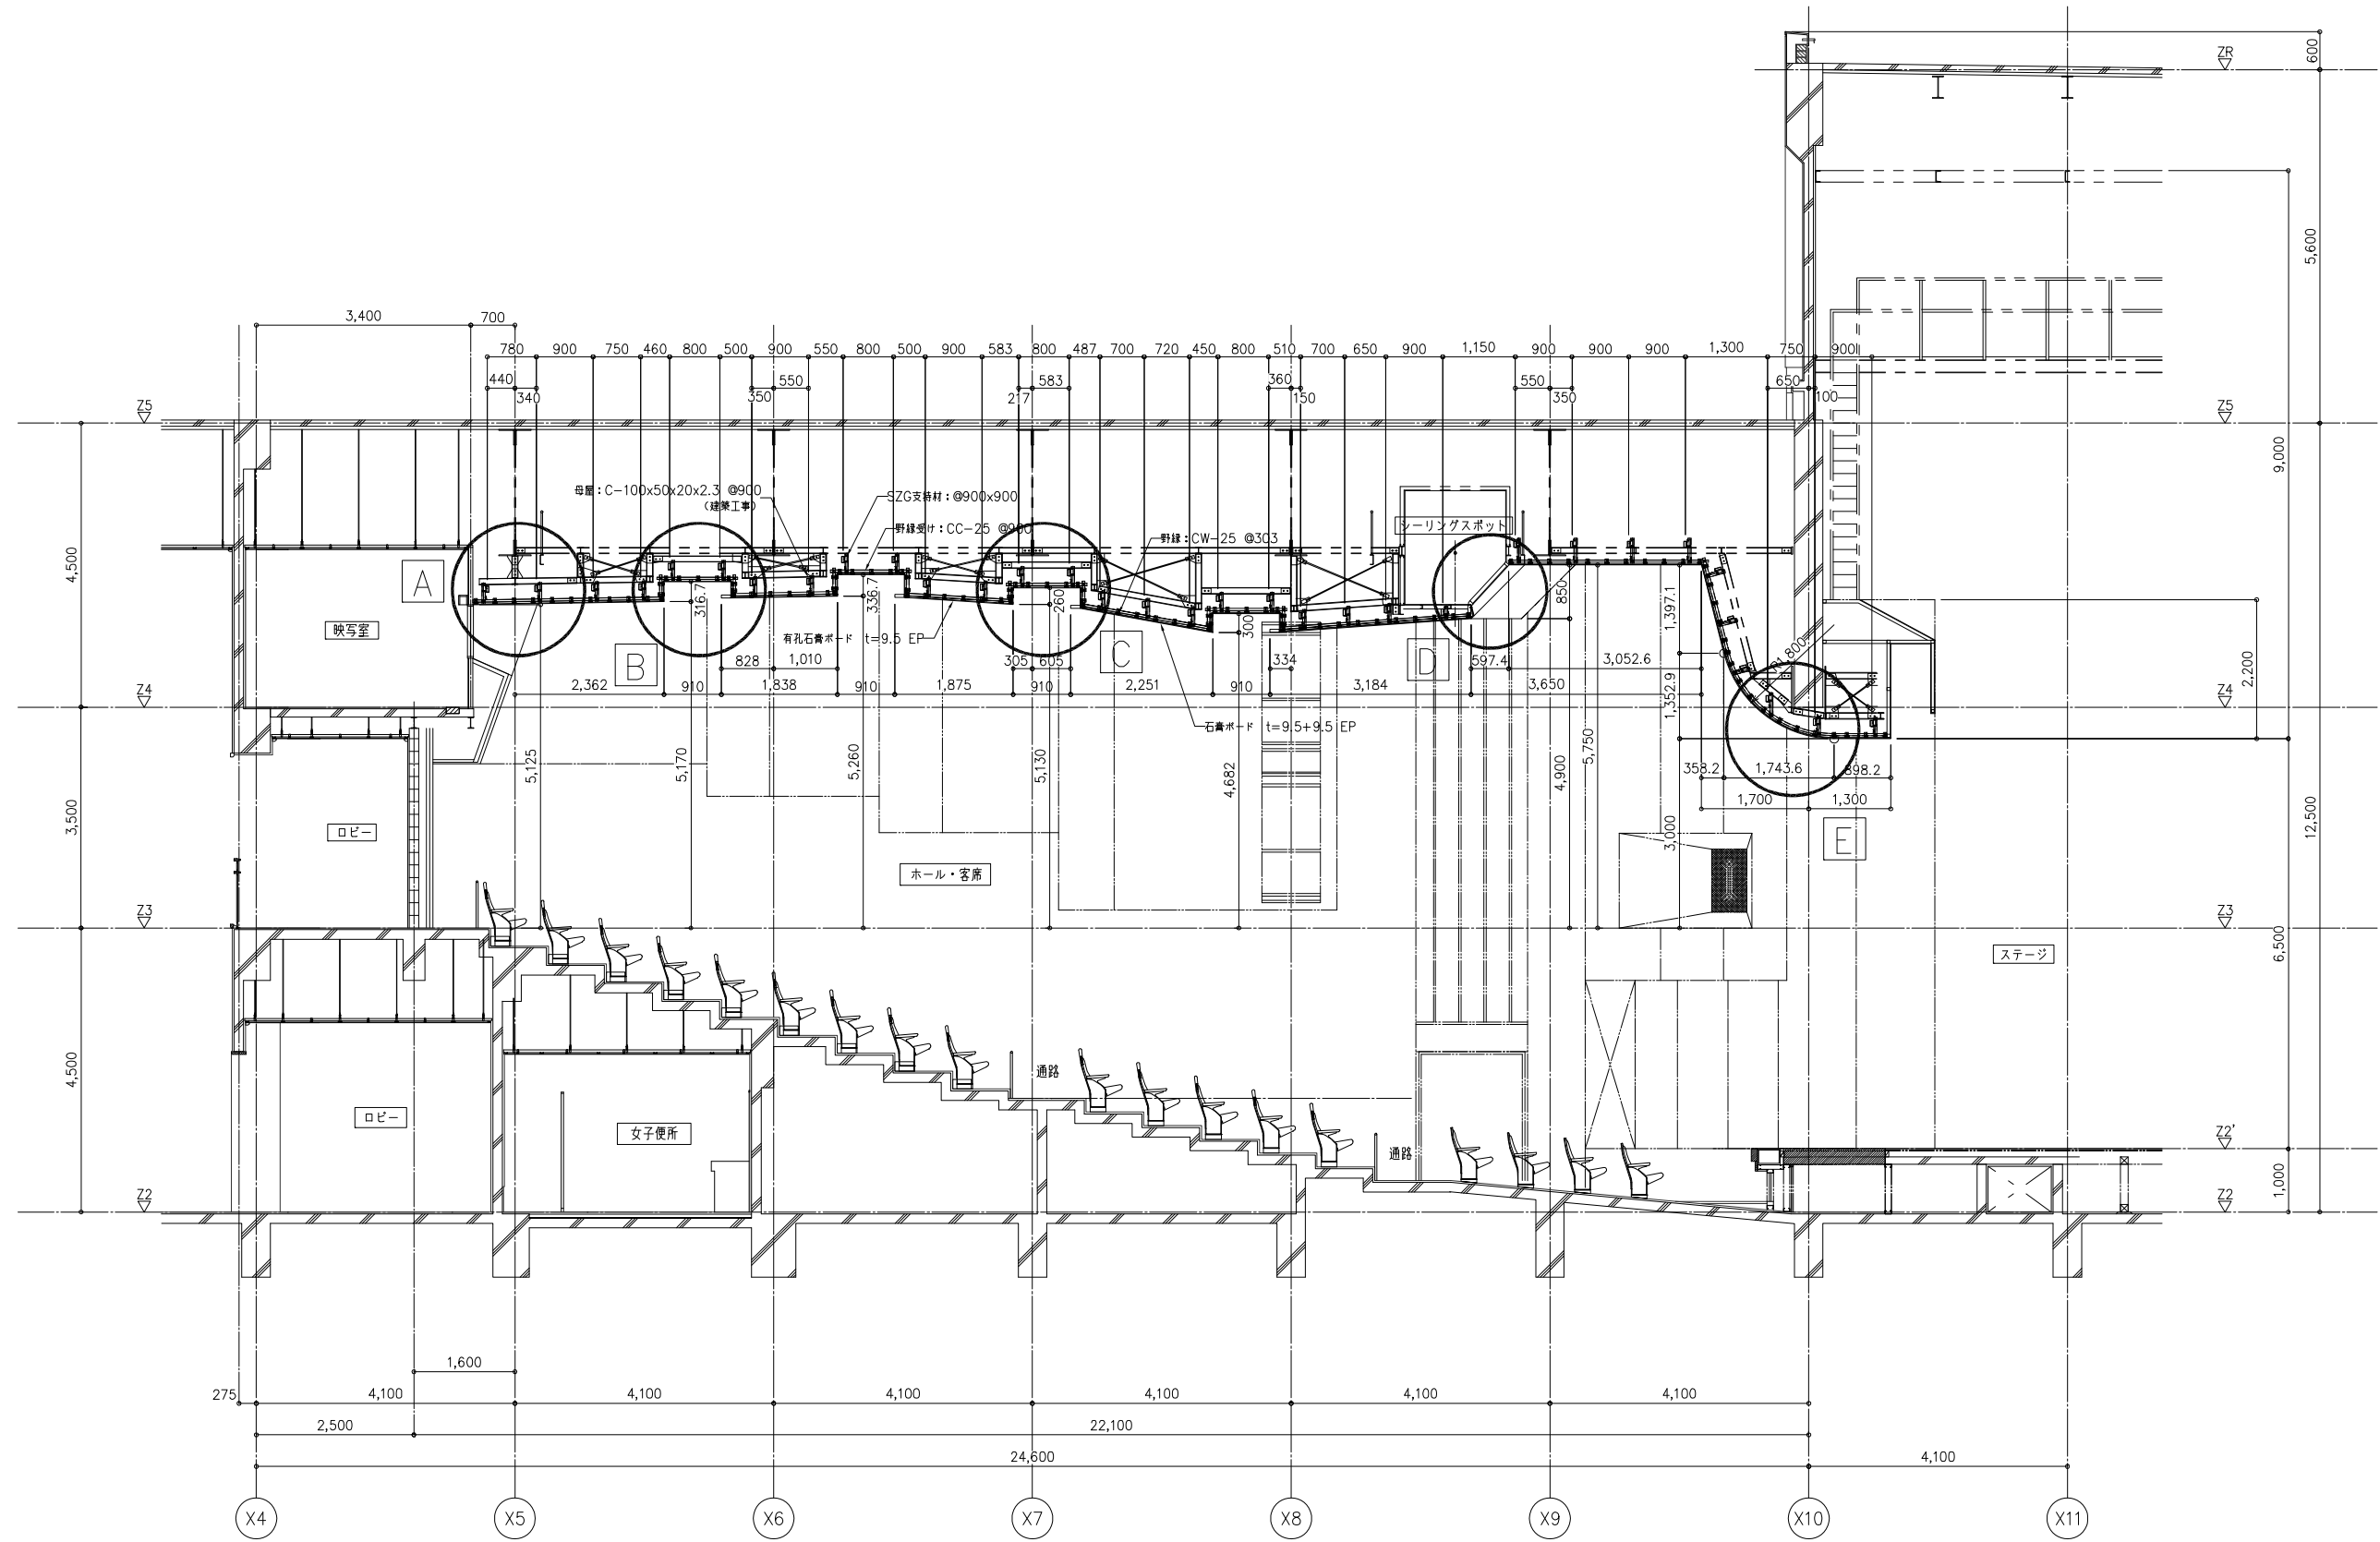 600
ZR
5,600
3,400
700
780
900
750
460
800
500
900
550
800
500
900
583
800
487
700
720
450
800
510
700
650
900
1,150
900
900
900
1,300
750
900
440
340
350
550
217
583
360
150
550
350
650
100
Z5
Z5
9,000
4,500
母屋：C-100x50x20x2.3 @900
（建築工事）
SZG支持材：@900x900
野縁受け：CC-25 @900
野縁：CW-25 @303
シーリングスポット
A
B
C
D
E
映写室
有孔石膏ボード t=9.5 EP
石膏ボード t=9.5+9.5 EP
316.7
336.7
260
300
850
1,397.1
R1,800
1,352.9
2,200
828
1,010
305
605
334
597.4
3,052.6
2,362
910
1,838
910
1,875
910
2,251
910
3,184
3,650
Z4
Z4
5,125
5,170
5,260
5,130
4,682
4,900
5,750
3,000
358.2
1,743.6
898.2
1,700
1,300
3,500
12,500
ロビー
ホール・客席
Z3
Z3
6,500
ステージ
4,500
通路
通路
ロビー
女子便所
Z2'
1,000
Z2
Z2
1,600
275
4,100
4,100
4,100
4,100
4,100
4,100
2,500
22,100
24,600
4,100
X4
X5
X6
X7
X8
X9
X10
X11